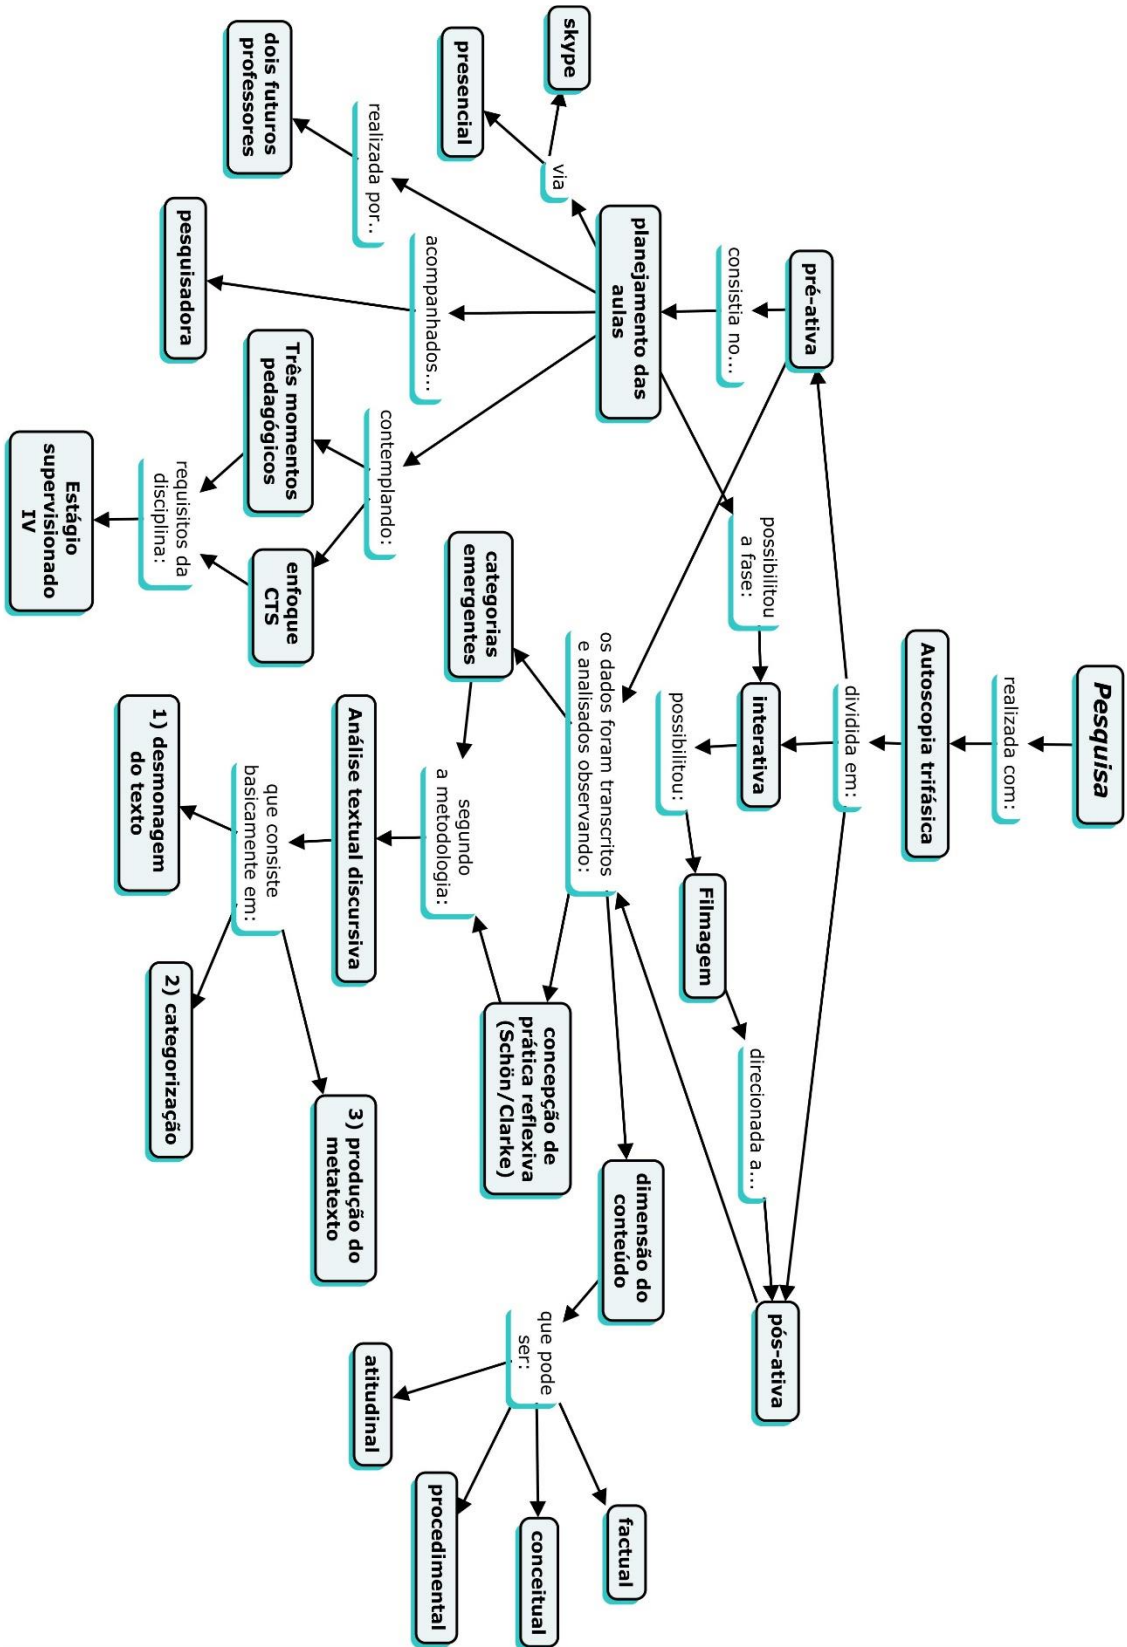 Pesquisa
realizada com:
Autoscopia trifásica
dividida em:
pré-ativa
interativa
pós-ativa
consistia no...
planejamento das
aulas
possibilitou
a fase:
possibilitou:
Filmagem
direcionada a...
via
skype
presencial
realizada por..
dois futuros
professores
acompanhados...
pesquisadora
contemplando:
Três momentos
pedagógicos
enfoque
CTS
requisitos da
disciplina:
Estágio
supervisionado
IV
os dados foram transcritos
e analisados observando:
categorias
emergentes
concepção de
prática reflexiva
(Schön/Clarke)
dimensão do
conteúdo
segundo
a metodologia:
Análise textual discursiva
que consiste
basicamente em:
1) desmonagem
do texto
2) categorização
3) produção do
metatexto
que pode
ser:
atitudinal
procedimental
conceitual
factual